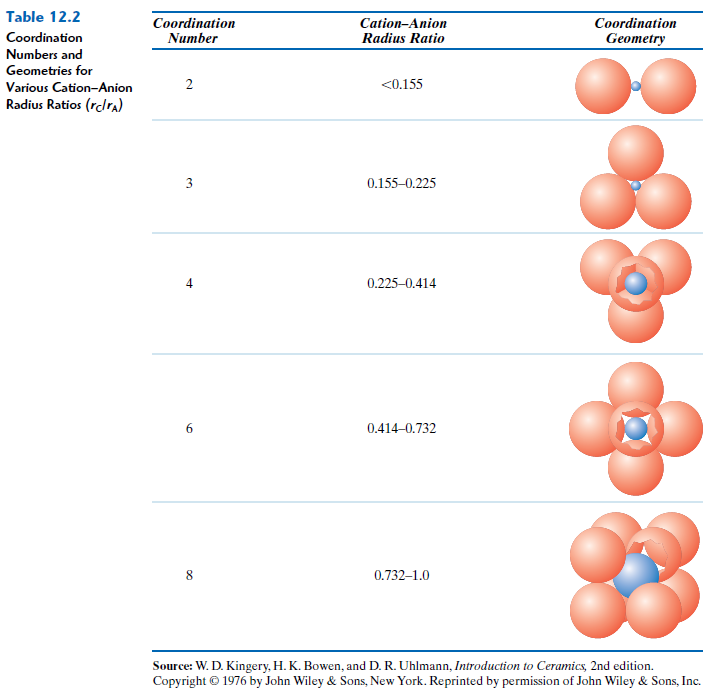 Table 12.2
Coordination
Numbers and
Geometries for
Various Cation–Anion
Radius Ratios (rC/rA)
Coordination Number
Cation–Anion Radius Ratio
Coordination Geometry
2 <0.155
3 0.155–0.225
4 0.225–0.414
6 0.414–0.732
8 0.732–1.0
Source: W. D. Kingery, H. K. Bowen, and D. R. Uhlmann, Introduction to Ceramics, 2nd edition.
Copyright © 1976 by John Wiley & Sons, New York. Reprinted by permission of John Wiley & Sons, Inc.